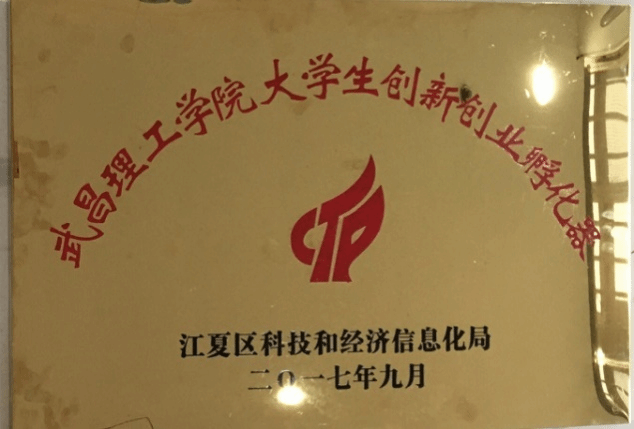 武昌理工学院大学生创新创业孵化器
CTP
江夏区科技和经济信息化局
二〇一七年九月